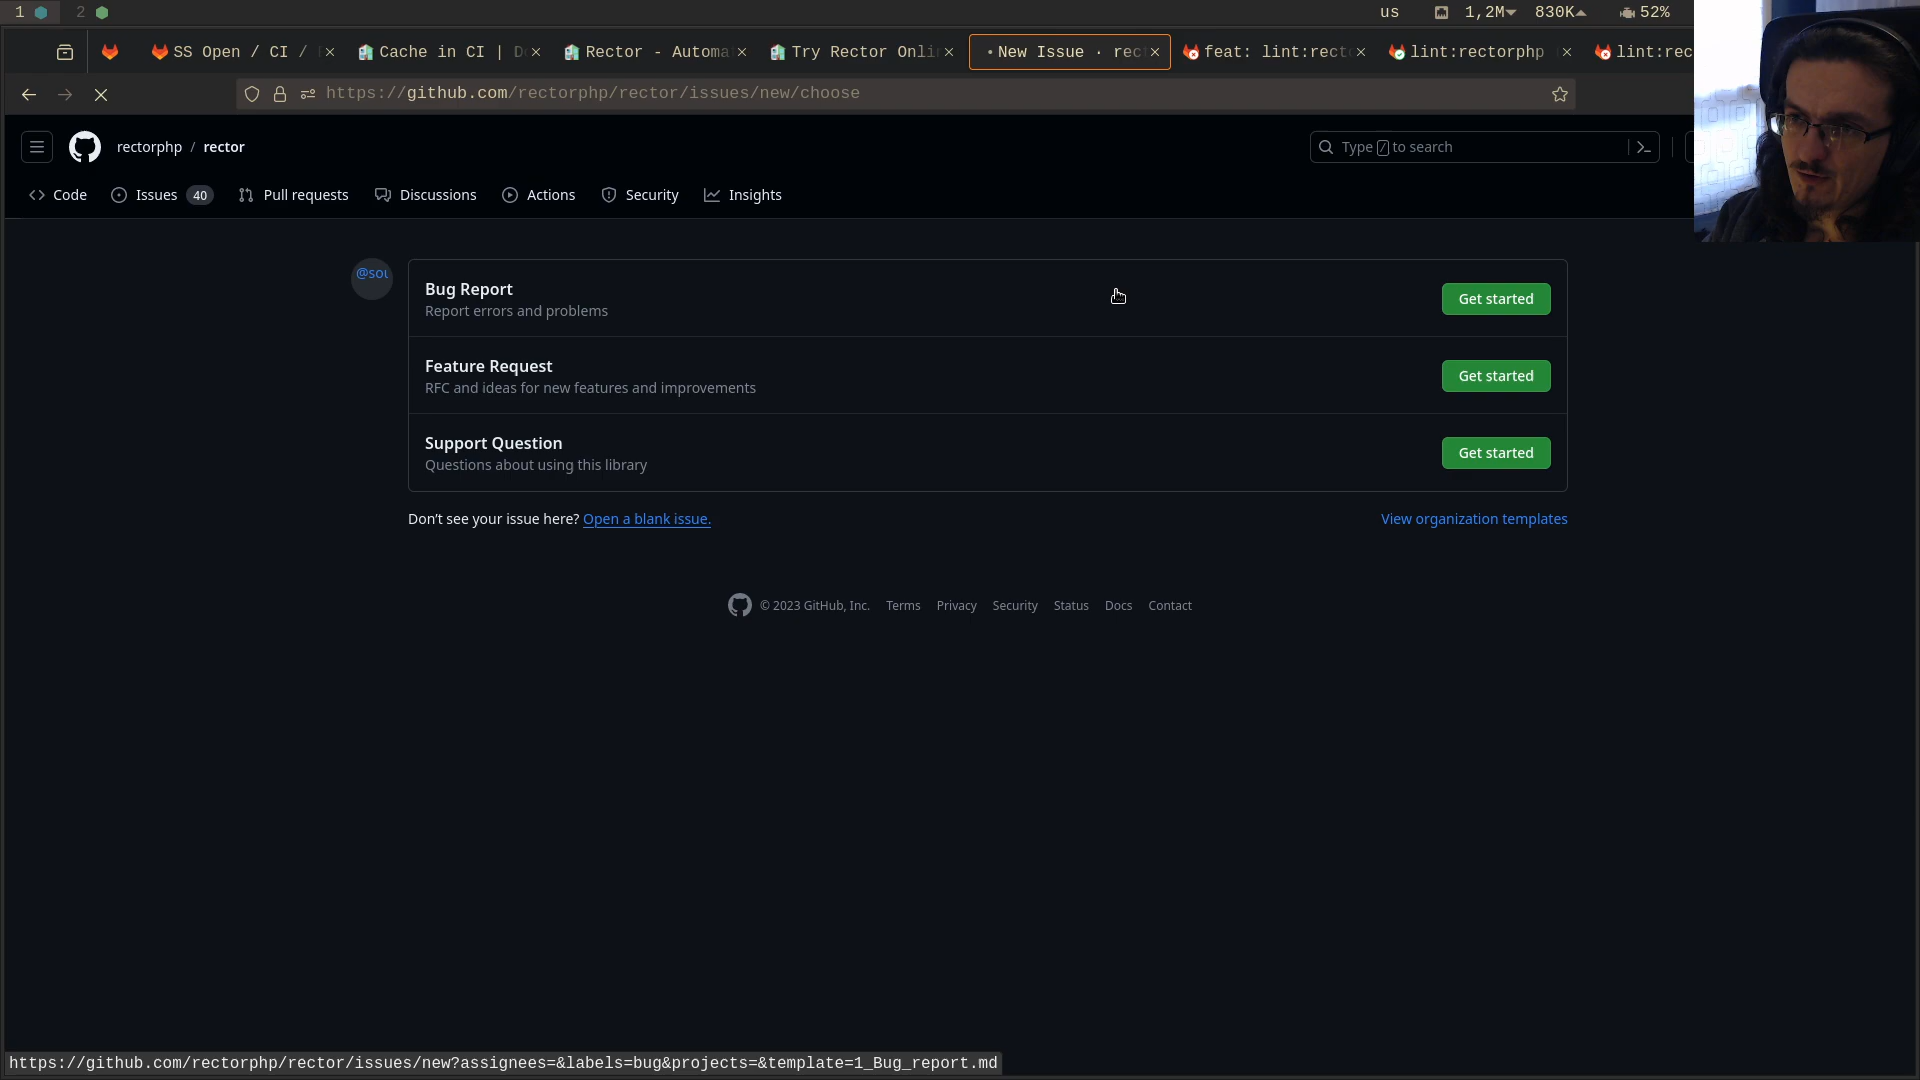 1 2 us 1,2M 830K 52%
SS Open / CI / Cache in CI | D Rector - Automa Try Rector Onli New Issue · rec feat: lint:rect lint:rectorphp lint:rec
https://github.com/rectorphp/rector/issues/new/choose
rectorphp / rector Type / to search
Code Issues 40 Pull requests Discussions Actions Security Insights
@sou
Bug Report
Report errors and problems
Get started
Feature Request
RFC and ideas for new features and improvements
Get started
Support Question
Questions about using this library
Get started
Don't see your issue here? Open a blank issue. View organization templates
© 2023 GitHub, Inc. Terms Privacy Security Status Docs Contact
https://github.com/rectorphp/rector/issues/new?assignees=&labels=bug&projects=&template=1_Bug_report.md